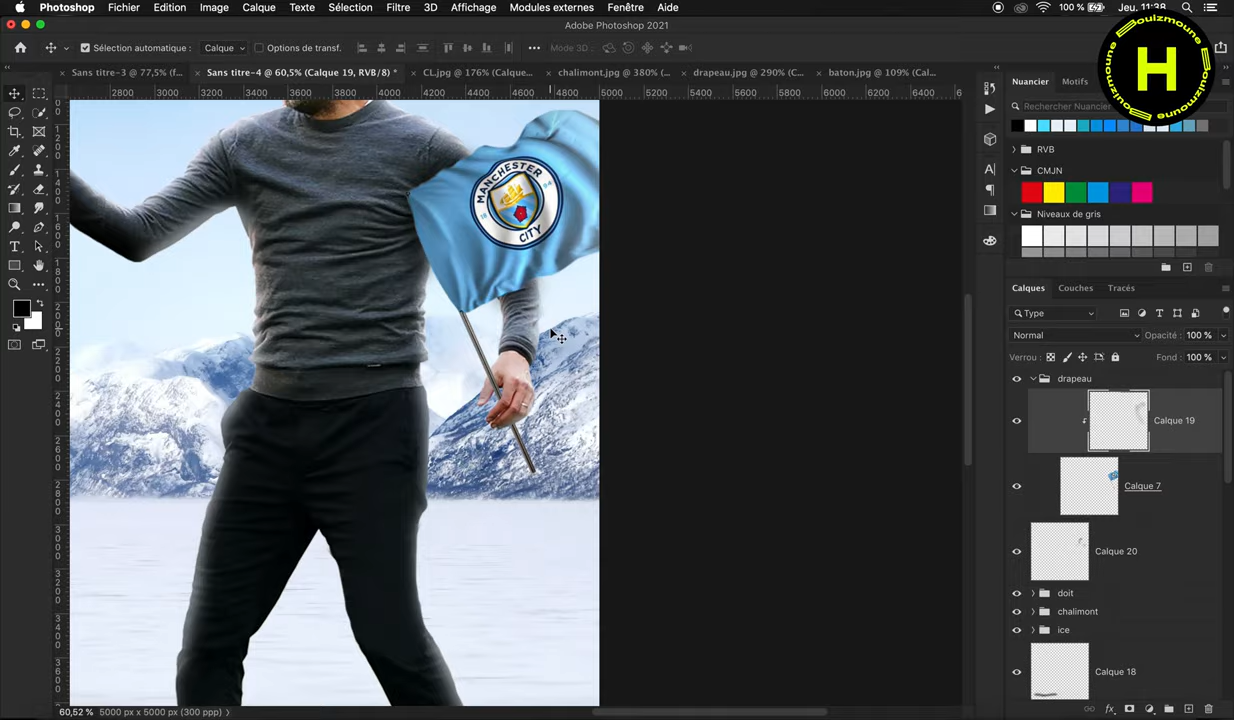 Photoshop Fichier Edition Image Calque Texte Sélection Filtre 3D Affichage Modules externes Fenêtre Aide 100 % Jeu. 11:38
Adobe Photoshop 2021
Houizmoune Houizmoune
H
Sélection automatique : Calque Options de transf. Mode 3D :
Sans titre-3 @ 77,5% (f... Sans titre-4 @ 60,5% (Calque 19, RVB/8) * CL.jpg @ 176% (Calque... chalimont.jpg @ 380%... drapeau.jpg @ 290% (C... baton.jpg @ 109% (Cal...
2800 3000 3200 3400 3600 3800 4000 4200 4400 4600 4800 5000 5200 5400 5600 5800 6000 6200 6400
MANCHESTER
18 94
CITY
Nuancier Motifs
Rechercher Nuancier
RVB
CMJN
Niveaux de gris
Calques Couches Tracés
Type
Normal Opacité : 100 %
Verrou : Fond : 100 %
drapeau
Calque 19
Calque 7
Calque 20
doit
chalimont
ice
Calque 18
60,52 % 5000 px x 5000 px (300 ppp)